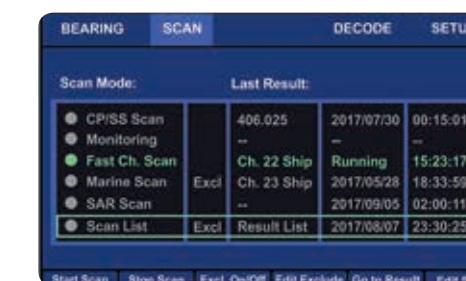 BEARING SCAN DECODE SETU
Scan Mode: Last Result:
CP/SS Scan 406.025 2017/07/30 00:15:01
Monitoring -- -- --
Fast Ch. Scan Ch. 22 Ship Running 15:23:17
Marine Scan Excl Ch. 23 Ship 2017/05/28 18:33:59
SAR Scan -- 2017/09/05 02:00:11
Scan List Excl Result List 2017/08/07 23:30:25
Start Scan Stop Scan Excl. On/Off Edit Exclude Go to Result Edit